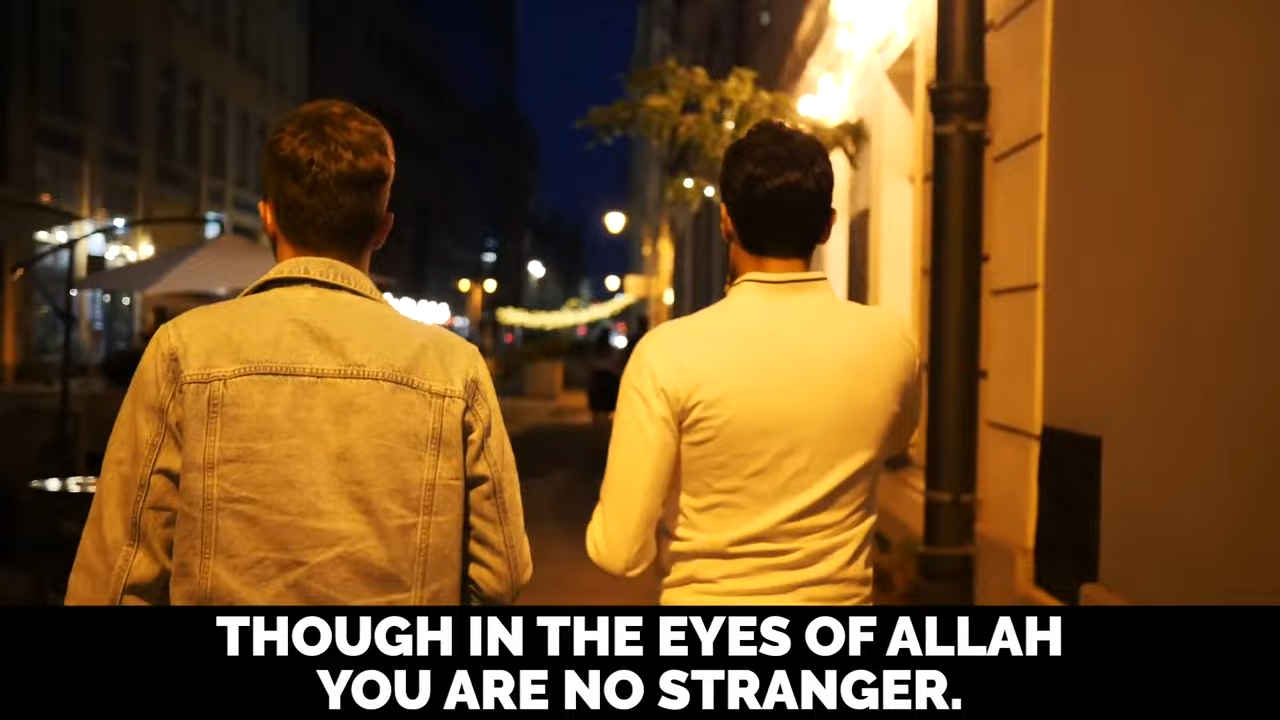 THOUGH IN THE EYES OF ALLAH
YOU ARE NO STRANGER.